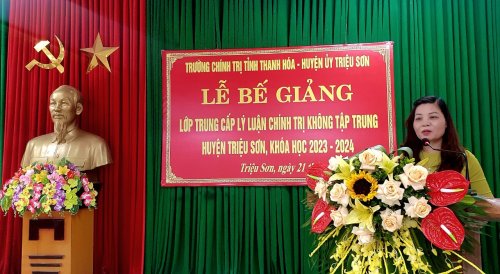 TRƯỜNG CHÍNH TRỊ TỈNH THANH HÓA - HUYỆN ỦY TRIỆU SƠN
LỄ BẾ GIẢNG
LỚP TRUNG CẤP LÝ LUẬN CHÍNH TRỊ KHÔNG TẬP TRUNG
HUYỆN TRIỆU SƠN, KHÓA HỌC 2023 - 2024
Triệu Sơn, ngày 21